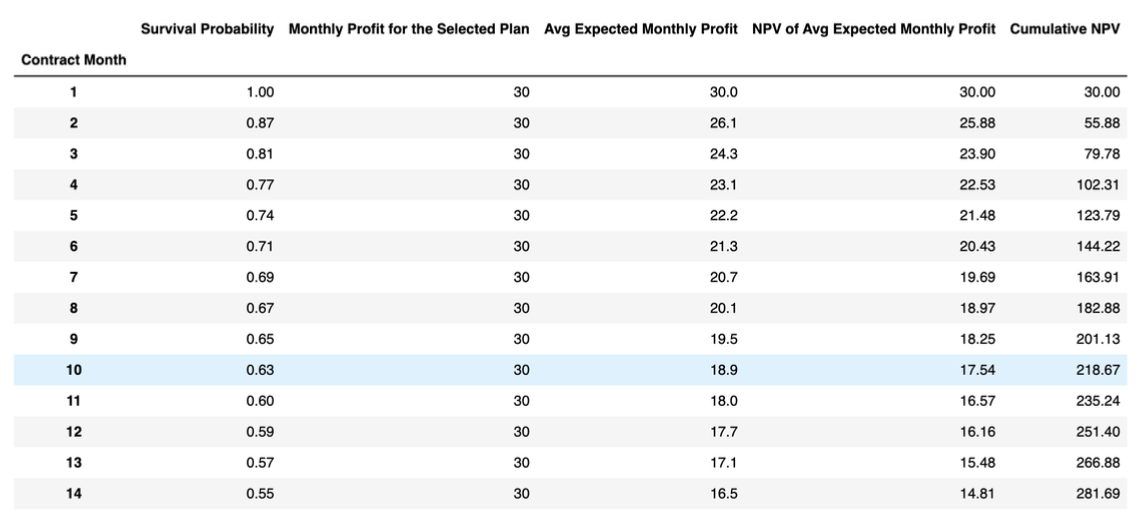 Survival Probability Monthly Profit for the Selected Plan Avg Expected Monthly Profit NPV of Avg Expected Monthly Profit Cumulative NPV
Contract Month
1 1.00 30 30.0 30.00 30.00
2 0.87 30 26.1 25.88 55.88
3 0.81 30 24.3 23.90 79.78
4 0.77 30 23.1 22.53 102.31
5 0.74 30 22.2 21.48 123.79
6 0.71 30 21.3 20.43 144.22
7 0.69 30 20.7 19.69 163.91
8 0.67 30 20.1 18.97 182.88
9 0.65 30 19.5 18.25 201.13
10 0.63 30 18.9 17.54 218.67
11 0.60 30 18.0 16.57 235.24
12 0.59 30 17.7 16.16 251.40
13 0.57 30 17.1 15.48 266.88
14 0.55 30 16.5 14.81 281.69